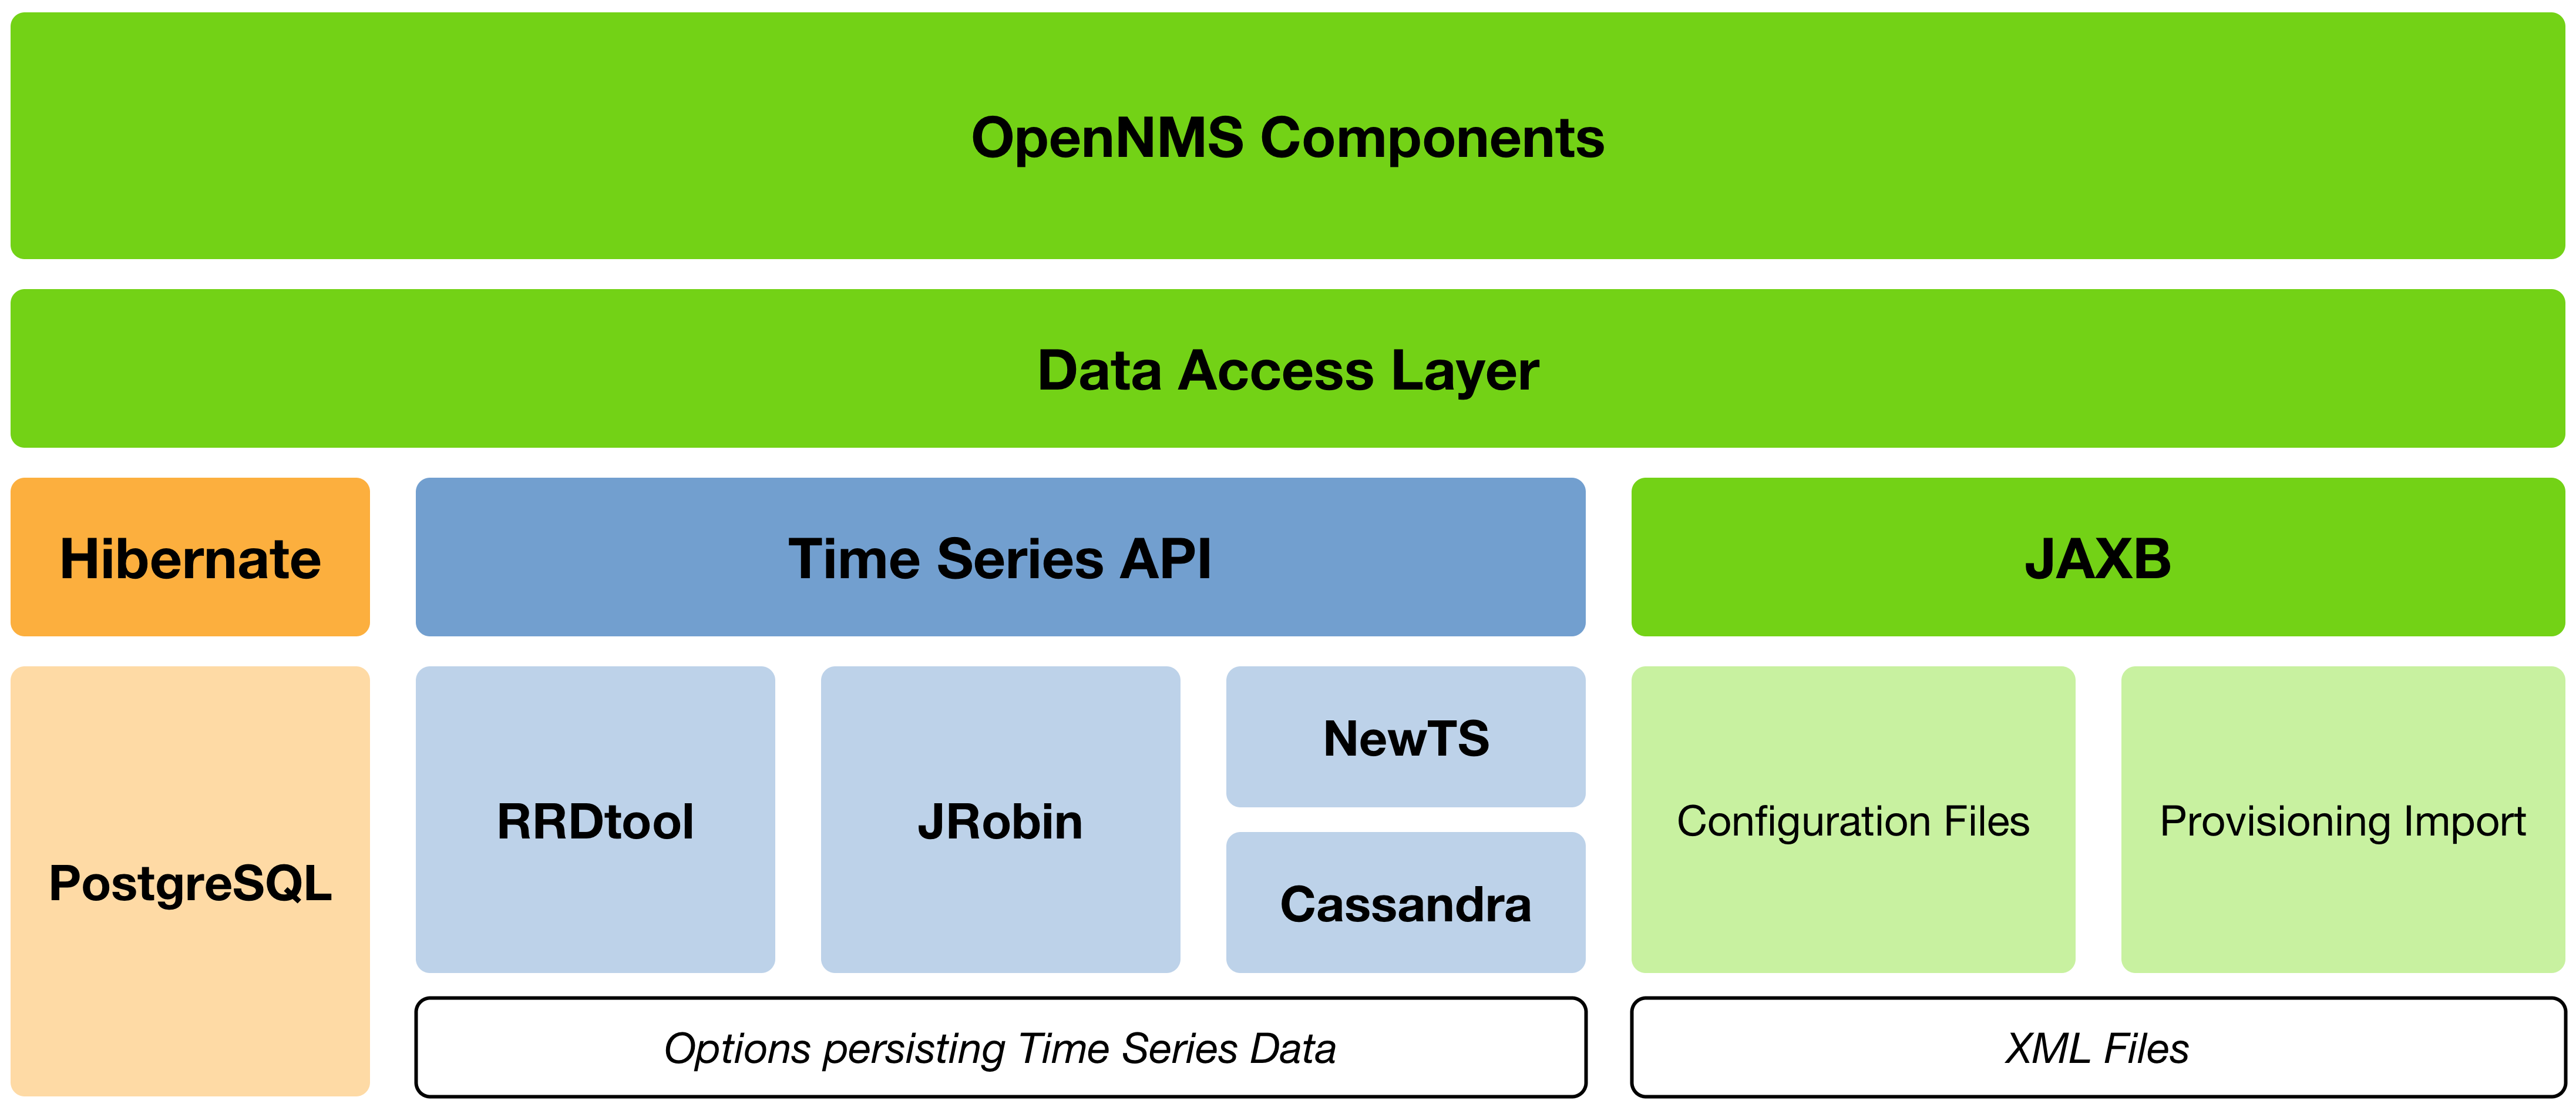 OpenNMS Components
Data Access Layer
Hibernate
Time Series API
JAXB
PostgreSQL
RRDtool
JRobin
NewTS
Cassandra
Configuration Files
Provisioning Import
Options persisting Time Series Data
XML Files